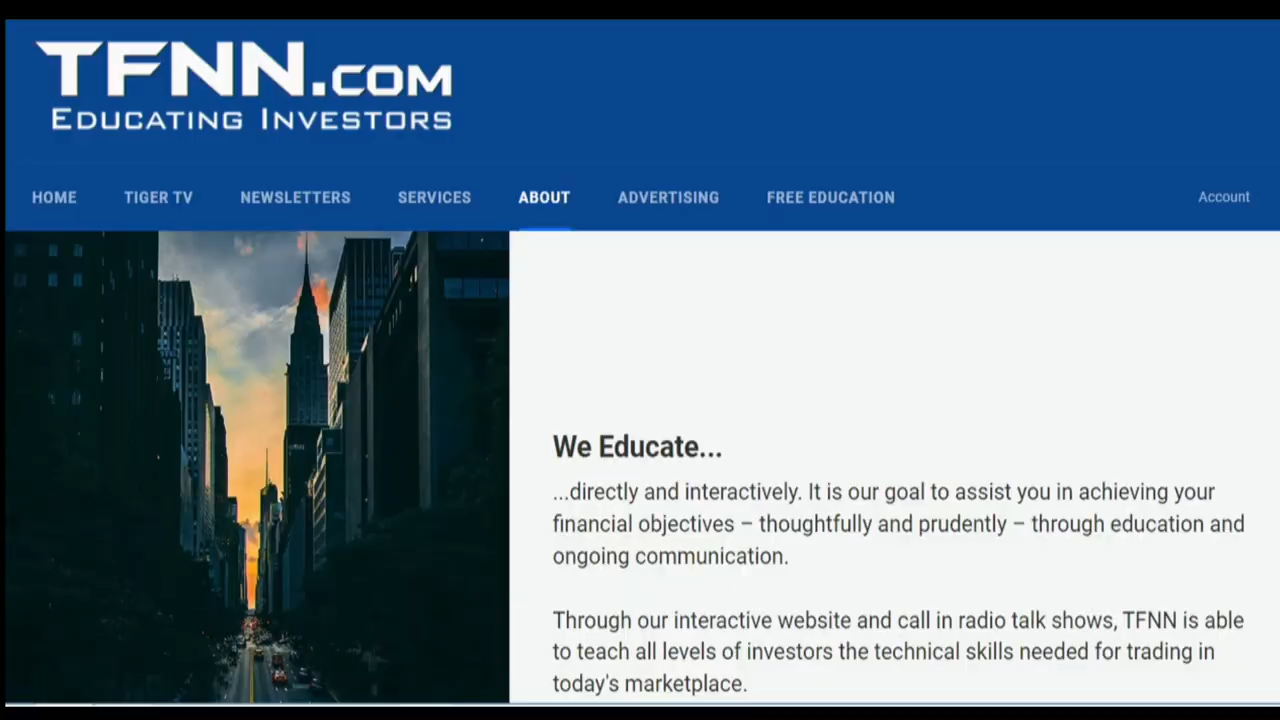 TFNN.COM
EDUCATING INVESTORS
HOME TIGER TV NEWSLETTERS SERVICES ABOUT ADVERTISING FREE EDUCATION Account
We Educate...
...directly and interactively. It is our goal to assist you in achieving your
financial objectives – thoughtfully and prudently – through education and
ongoing communication.
Through our interactive website and call in radio talk shows, TFNN is able
to teach all levels of investors the technical skills needed for trading in
today's marketplace.